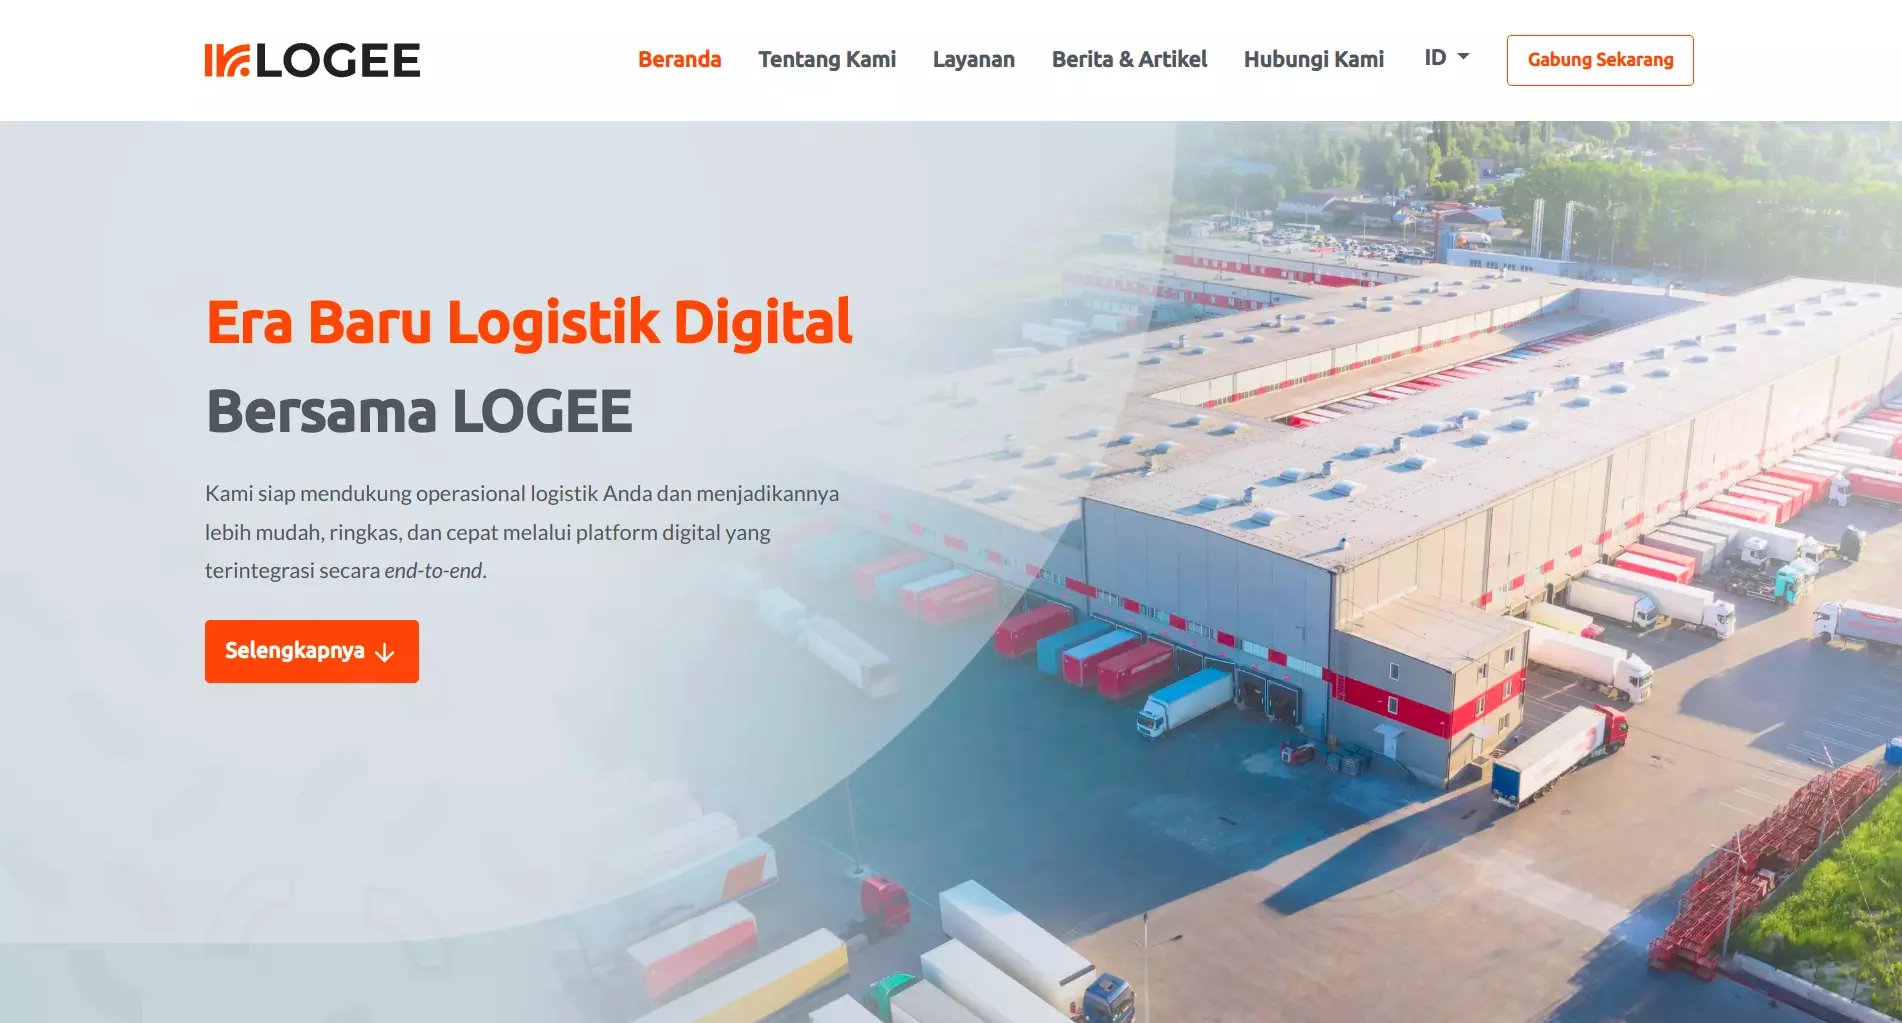 LOGEE
Beranda
Tentang Kami
Layanan
Berita & Artikel
Hubungi Kami
ID
Gabung Sekarang
Era Baru Logistik Digital
Bersama LOGEE
Kami siap mendukung operasional logistik Anda dan menjadikannya
lebih mudah, ringkas, dan cepat melalui platform digital yang
terintegrasi secara end-to-end.
Selengkapnya